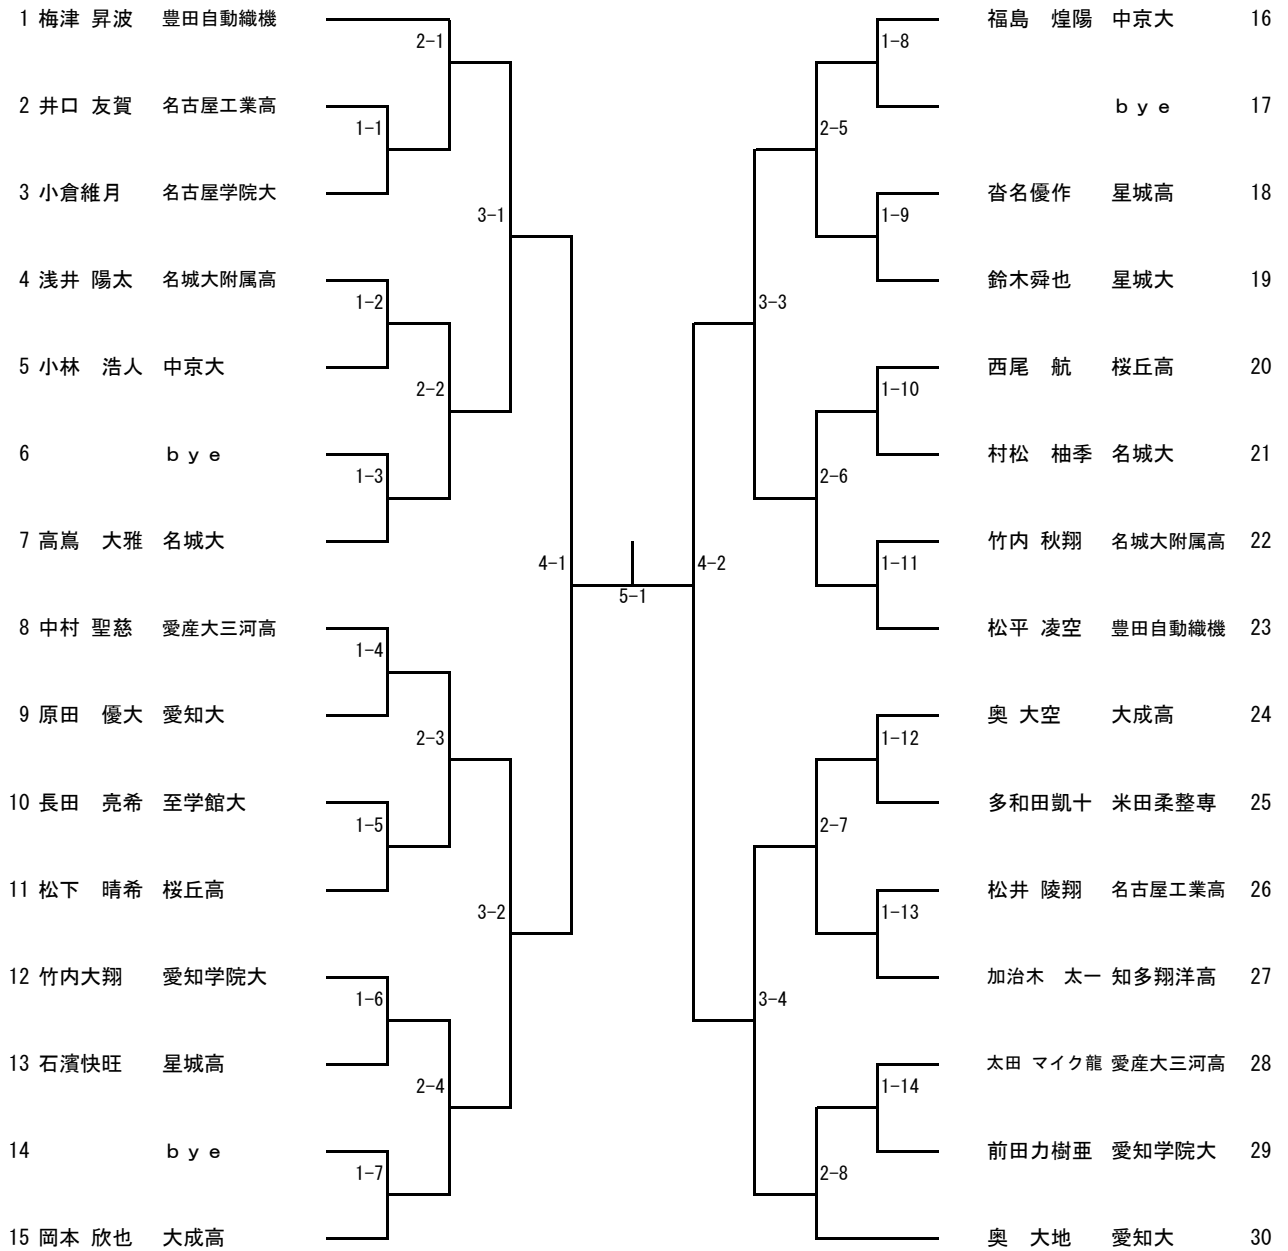 1 梅津 昇波 豊田自動織機
2 井口 友賀 名古屋工業高
3 小倉維月 名古屋学院大
4 浅井 陽太 名城大附属高
5 小林 浩人 中京大
6 bye
7 高嶌 大雅 名城大
8 中村 聖慈 愛産大三河高
9 原田 優大 愛知大
10 長田 亮希 至学館大
11 松下 晴希 桜丘高
12 竹内大翔 愛知学院大
13 石濱快旺 星城高
14 bye
15 岡本 欣也 大成高
2-1
1-1
3-1
1-2
2-2
1-3
4-1
1-4
2-3
1-5
3-2
1-6
2-4
1-7
5-1
1-8
2-5
1-9
3-3
1-10
2-6
4-2
1-11
1-12
2-7
1-13
3-4
1-14
2-8
福島 煌陽 中京大 16
bye 17
沓名優作 星城高 18
鈴木舜也 星城大 19
西尾 航 桜丘高 20
村松 柚季 名城大 21
竹内 秋翔 名城大附属高 22
松平 凌空 豊田自動織機 23
奥 大空 大成高 24
多和田凱十 米田柔整専 25
松井 陵翔 名古屋工業高 26
加治木 太一 知多翔洋高 27
太田 マイク龍 愛産大三河高 28
前田力樹亜 愛知学院大 29
奥 大地 愛知大 30